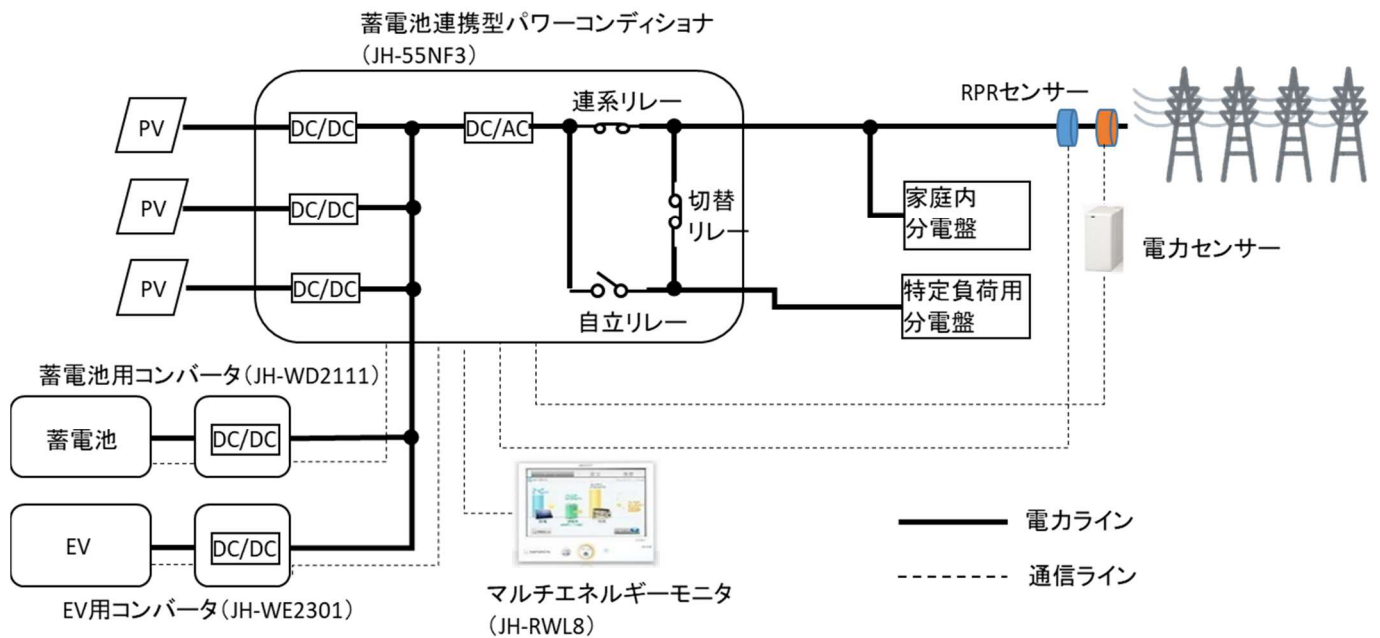 蓄電池連携型パワーコンディショナ
(JH-55NF3)
連系リレー
RPRセンサー
PV
DC/DC
DC/AC
PV
DC/DC
切替
リレー
家庭内
分電盤
電力センサー
PV
DC/DC
自立リレー
特定負荷用
分電盤
蓄電池用コンバータ(JH-WD2111)
蓄電池
DC/DC
EV
DC/DC
電力ライン
通信ライン
マルチエネルギーモニタ
(JH-RWL8)
EV用コンバータ(JH-WE2301)